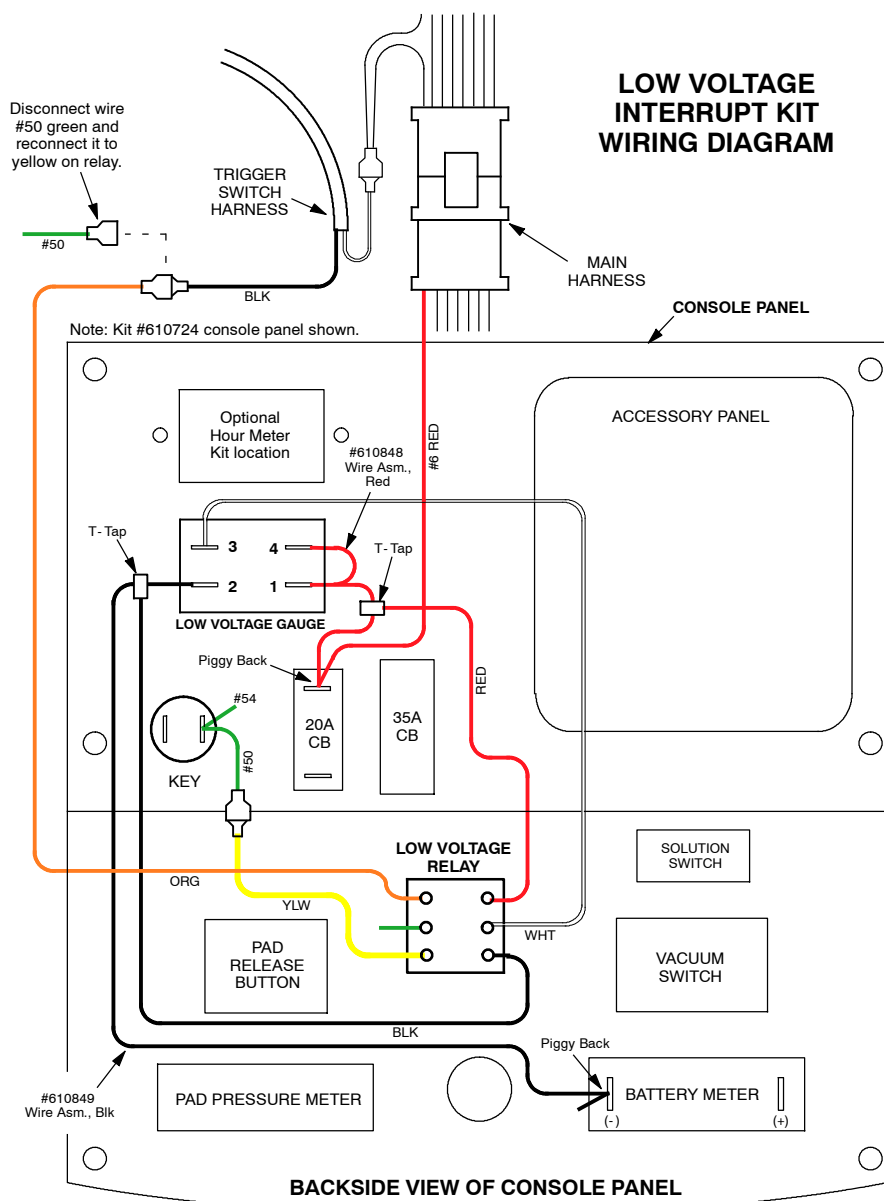 LOW VOLTAGE
INTERRUPT KIT
WIRING DIAGRAM
Disconnect wire
#50 green and
reconnect it to
yellow on relay.
TRIGGER
SWITCH
HARNESS
#50
BLK
MAIN
HARNESS
CONSOLE PANEL
Note: Kit #610724 console panel shown.
Optional
Hour Meter
Kit location
#610848
Wire Asm.,
Red
#6 RED
ACCESSORY PANEL
T-Tap
3
4
2
1
T-Tap
LOW VOLTAGE GAUGE
Piggy Back
RED
#54
20A
CB
35A
CB
#50
KEY
LOW VOLTAGE
RELAY
SOLUTION
SWITCH
ORG
YLW
WHT
PAD
RELEASE
BUTTON
VACUUM
SWITCH
BLK
Piggy Back
#610849
Wire Asm., Blk
PAD PRESSURE METER
BATTERY METER
(-)
(+)
BACKSIDE VIEW OF CONSOLE PANEL